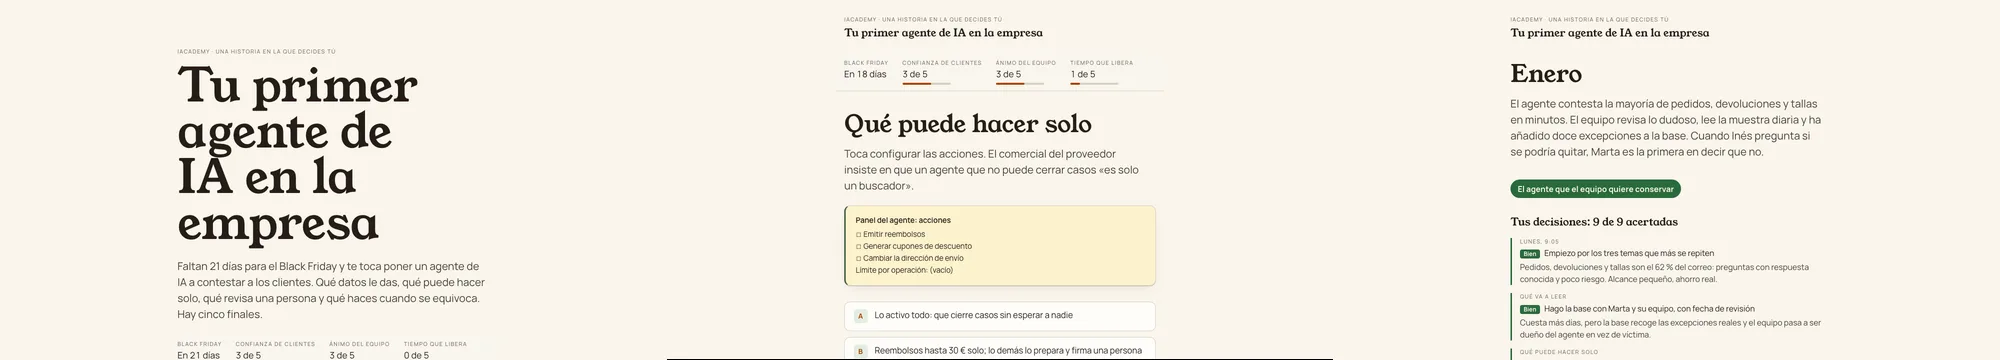 IACADEMY · UNA HISTORIA EN LA QUE DECIDES TÚ
Tu primer
agente de
IA en la
empresa
Faltan 21 días para el Black Friday y te toca poner un agente de
IA a contestar a los clientes. Qué datos le das, qué puede hacer
solo, qué revisa una persona y qué haces cuando se equivoca.
Hay cinco finales.
BLACK FRIDAY
En 21 días
CONFIANZA DE CLIENTES
3 de 5
ÁNIMO DEL EQUIPO
3 de 5
TIEMPO QUE LIBERA
0 de 5
IACADEMY · UNA HISTORIA EN LA QUE DECIDES TÚ
Tu primer agente de IA en la empresa
BLACK FRIDAY
En 18 días
CONFIANZA DE CLIENTES
3 de 5
ÁNIMO DEL EQUIPO
3 de 5
TIEMPO QUE LIBERA
1 de 5
Qué puede hacer solo
Toca configurar las acciones. El comercial del proveedor
insiste en que un agente que no puede cerrar casos «es solo
un buscador».
Panel del agente: acciones
☐ Emitir reembolsos
☐ Generar cupones de descuento
☐ Cambiar la dirección de envío
Límite por operación: (vacío)
A Lo activo todo: que cierre casos sin esperar a nadie
B Reembolsos hasta 30 € solo; lo demás lo prepara y firma una persona
IACADEMY · UNA HISTORIA EN LA QUE DECIDES TÚ
Tu primer agente de IA en la empresa
Enero
El agente contesta la mayoría de pedidos, devoluciones y tallas
en minutos. El equipo revisa lo dudoso, lee la muestra diaria y ha
añadido doce excepciones a la base. Cuando Inés pregunta si
se podría quitar, Marta es la primera en decir que no.
El agente que el equipo quiere conservar
Tus decisiones: 9 de 9 acertadas
LUNES, 9:05
Bien Empiezo por los tres temas que más se repiten
Pedidos, devoluciones y tallas son el 62 % del correo: preguntas con respuesta
conocida y poco riesgo. Alcance pequeño, ahorro real.
QUÉ VA A LEER
Bien Hago la base con Marta y su equipo, con fecha de revisión
Cuesta más días, pero la base recoge las excepciones reales y el equipo pasa a ser
dueño del agente en vez de víctima.
QUÉ PUEDE HACER SOLO